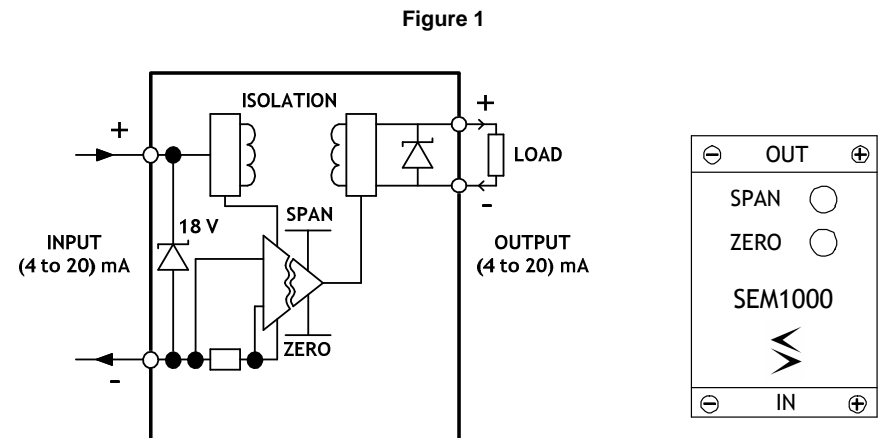 Figure 1
ISOLATION
+
+
LOAD
18 V
SPAN
-
INPUT
(4 to 20) mA
OUTPUT
(4 to 20) mA
ZERO
-
OUT
SPAN
ZERO
SEM1000
IN